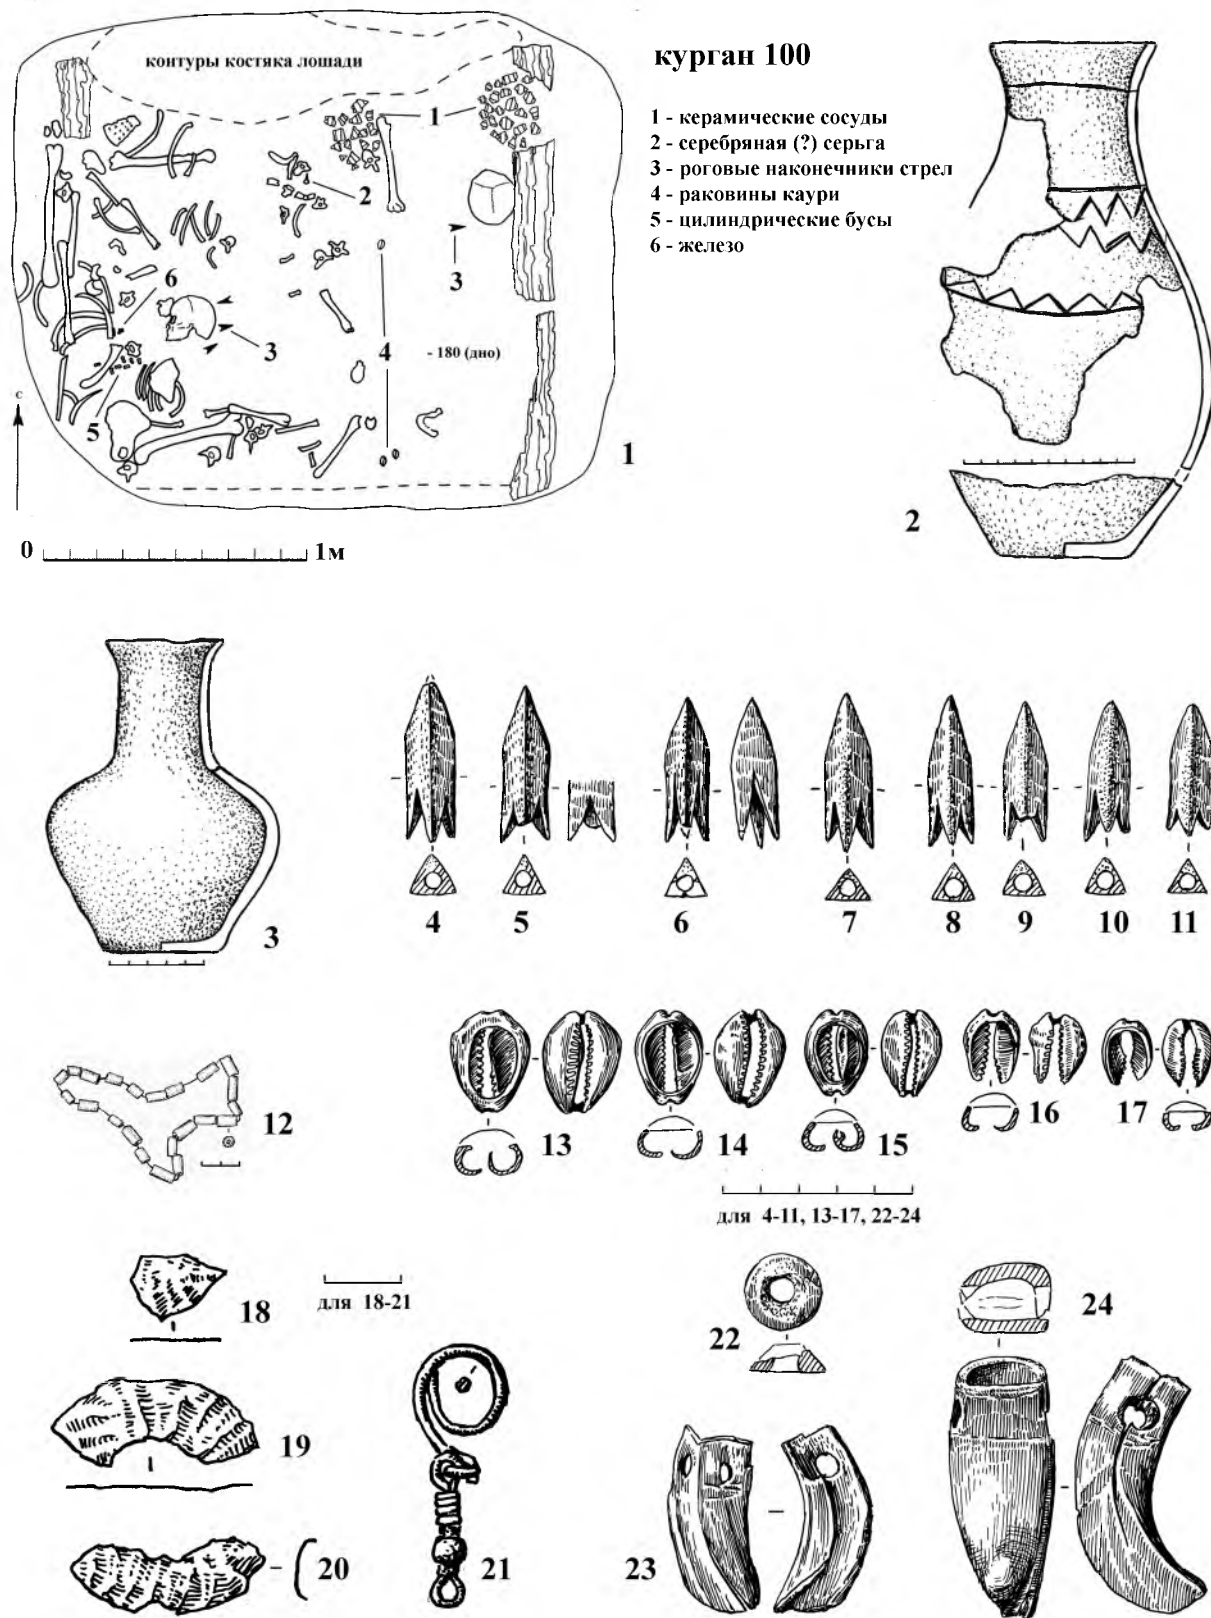 контуры костяка лошади
курган 100
1 - керамические сосуды
2 - серебряная (?) серьга
3 - роговые наконечники стрел
4 - раковины каури
5 - цилиндрические бусы
6 - железо
1
2
3
6
3
4
- 180 (дно)
5
с
1
2
0
1м
3
4
5
6
7
8
9
10
11
12
13
14
15
16
17
для 4-11, 13-17, 22-24
18
для 18-21
22
24
19
20
21
23